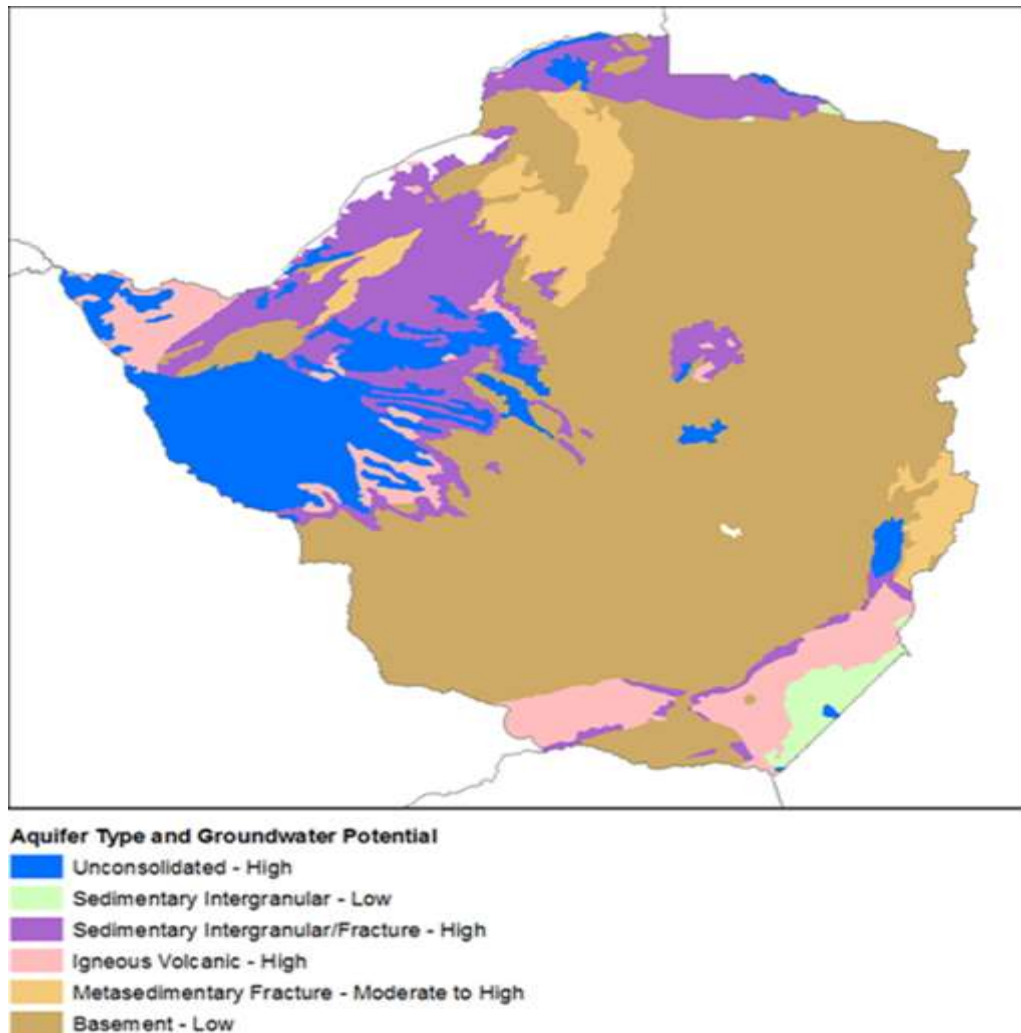 Aquifer Type and Groundwater Potential
Unconsolidated - High
Sedimentary Intergranular - Low
Sedimentary Intergranular/Fracture - High
Igneous Volcanic - High
Metasedimentary Fracture - Moderate to High
Basement - Low